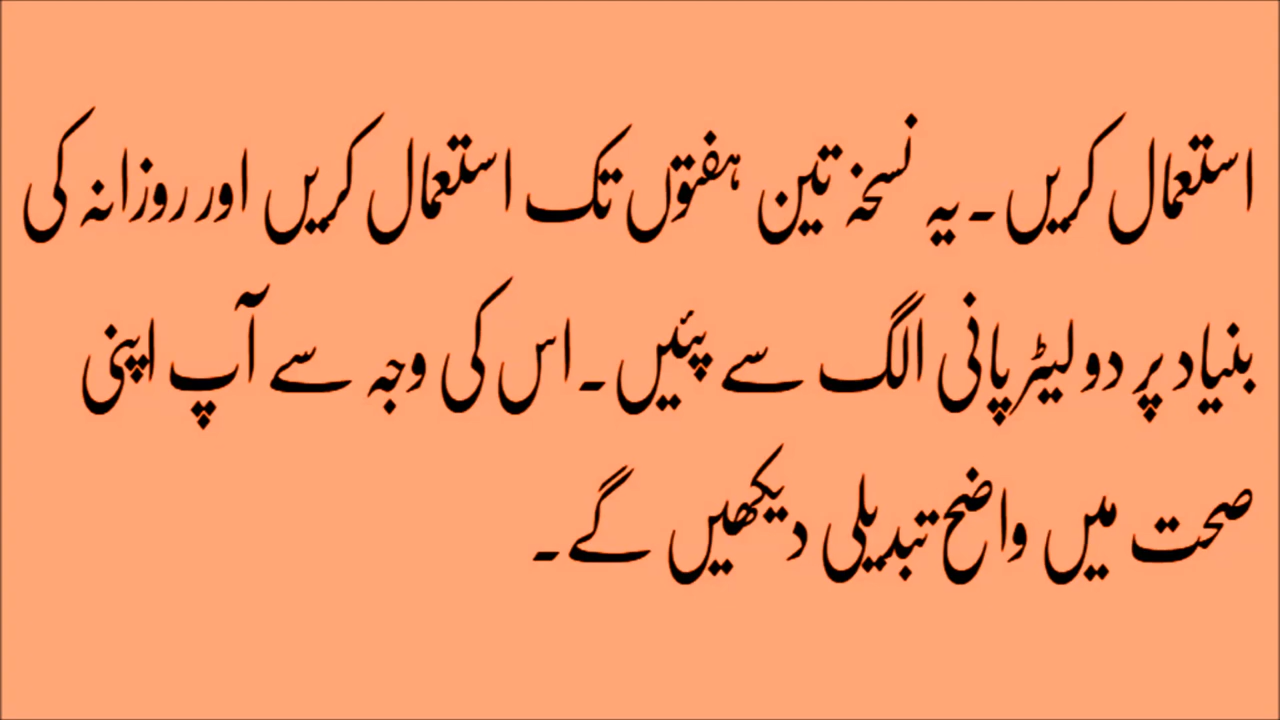 استعمال کریں۔ یہ نسخہ تین ہفتوں تک استعمال کریں اور روزانہ کی
بنیاد پر دو لیٹر پانی الگ سے پئیں۔ اس کی وجہ سے آپ اپنی
صحت میں واضح تبدیلی دیکھیں گے۔